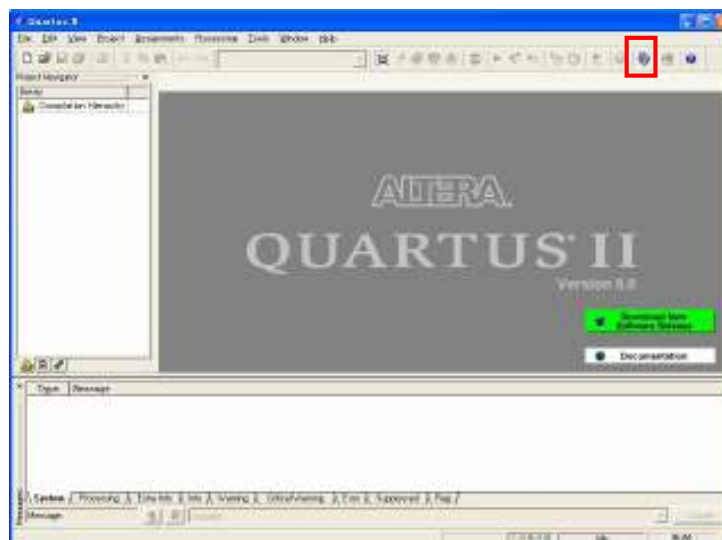 Quartus II
File Edit View Project Assignments Processing Tools Window Help
Project Navigator
Entity
Compilation Hierarchy
ALTERA
QUARTUS II
Version 8.0
Download New
Software Release
Documentation
Type Message
System Processing Extra Info Info Warning Critical Warning Error Suppressed Flag
Message
Idle NUM